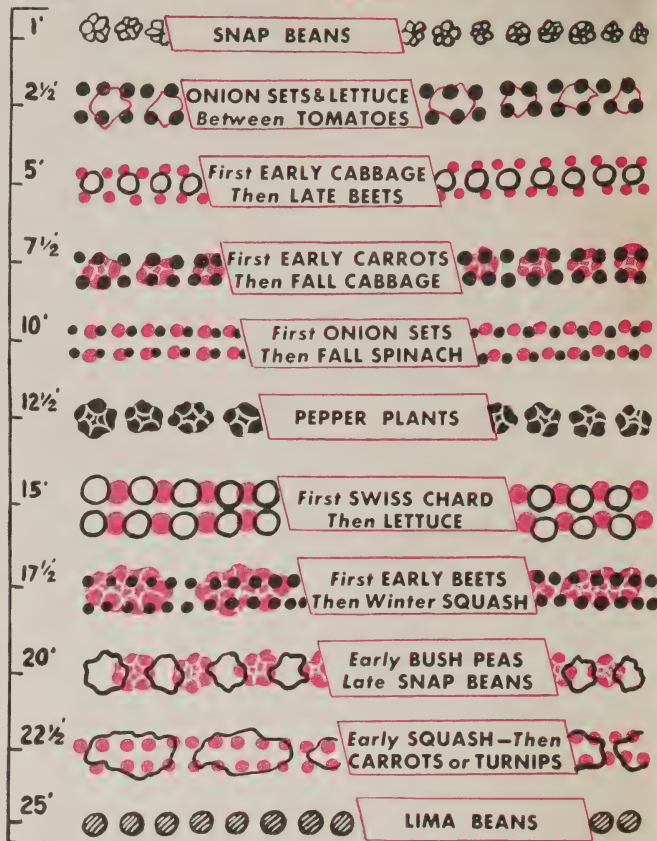 1'
SNAP BEANS
2½'
ONION SETS & LETTUCE
Between TOMATOES
5'
First EARLY CABBAGE
Then LATE BEETS
7½'
First EARLY CARROTS
Then FALL CABBAGE
10'
First ONION SETS
Then FALL SPINACH
12½'
PEPPER PLANTS
15'
First SWISS CHARD
Then LETTUCE
17½'
First EARLY BEETS
Then Winter SQUASH
20'
Early BUSH PEAS
Late SNAP BEANS
22½'
Early SQUASH—Then
CARROTS or TURNIPS
25'
LIMA BEANS